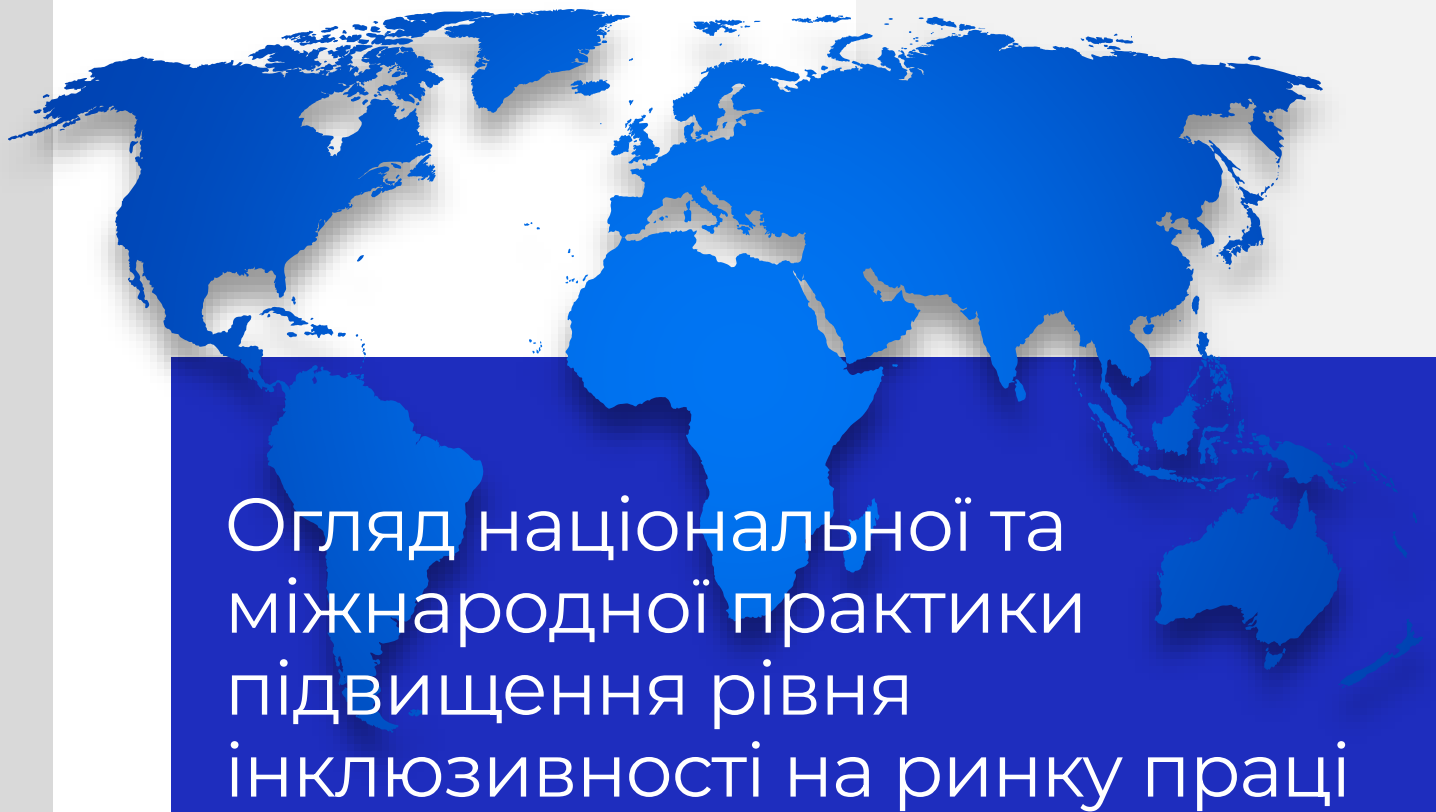 Огляд національної та
міжнародної практики
підвищення рівня
інклюзивності на ринку праці